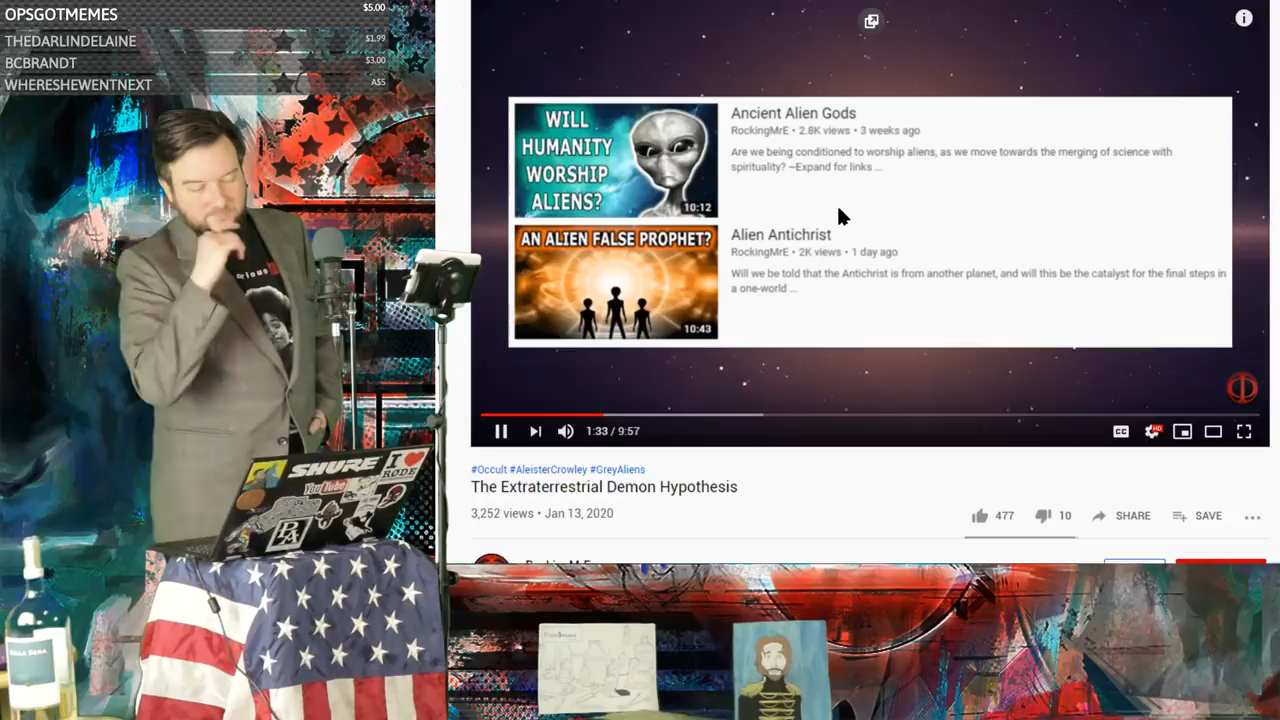 OPSGOTMEMES $5.00
THEDARLINDELAINE $1.99
BCBRANDT $3.00
WHERESHEWENTNEXT A$5
WILL
HUMANITY
WORSHIP
ALIENS?
10:12
Ancient Alien Gods
RockingMrE • 2.8K views • 3 weeks ago
Are we being conditioned to worship aliens, as we move towards the merging of science with
spirituality? ~Expand for links ...
AN ALIEN FALSE PROPHET?
10:43
Alien Antichrist
RockingMrE • 2K views • 1 day ago
Will we be told that the Antichrist is from another planet, and will this be the catalyst for the final steps in
a one-world ...
1:33 / 9:57
CC
HD
#Occult #AleisterCrowley #GreyAliens
The Extraterrestrial Demon Hypothesis
3,252 views • Jan 13, 2020
477
10
SHARE
SAVE
SHURE
I
RODE
YouTube